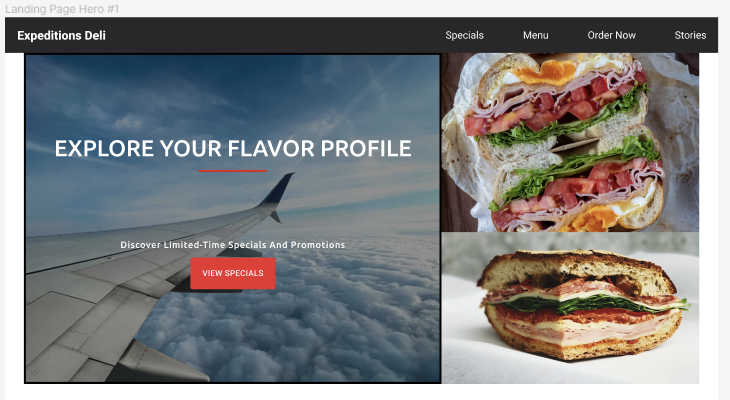 Landing Page Hero #1
Expeditions Deli
Specials
Menu
Order Now
Stories
EXPLORE YOUR FLAVOR PROFILE
Discover Limited-Time Specials And Promotions
VIEW SPECIALS